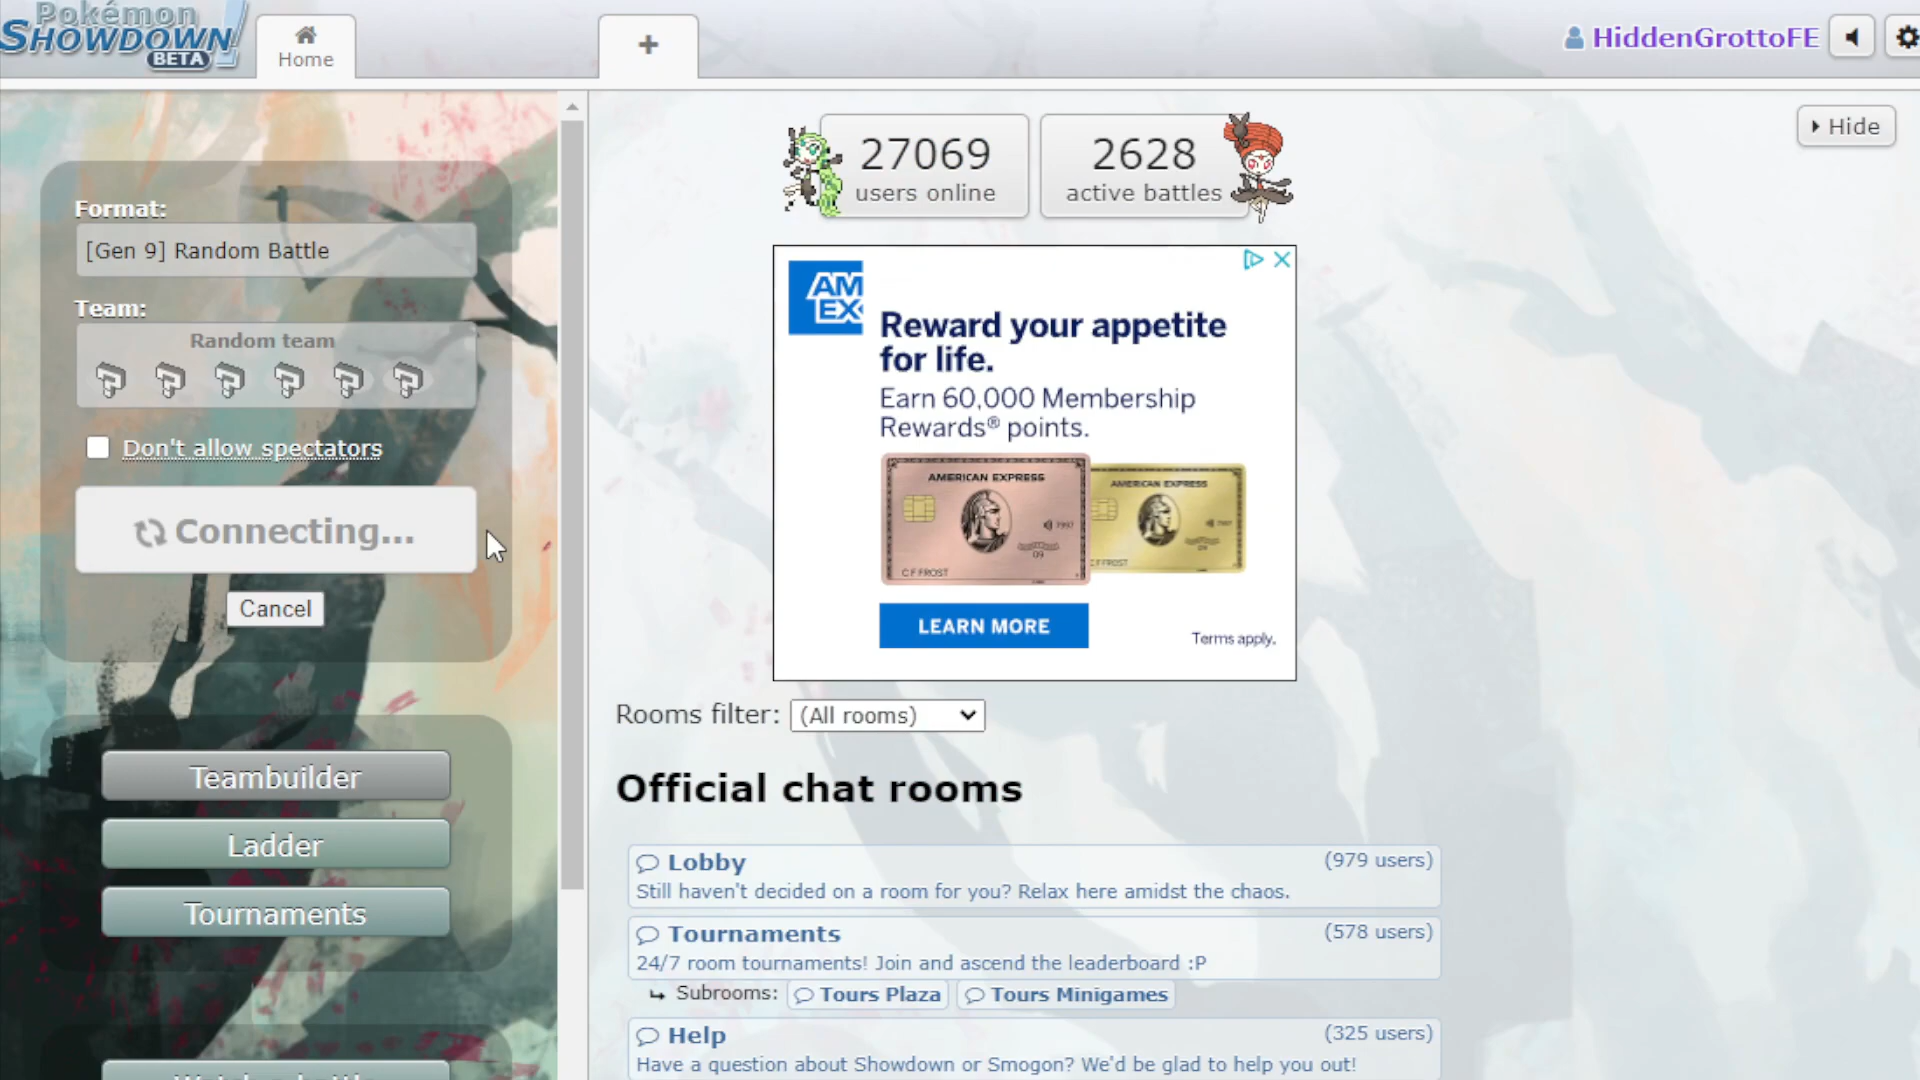 Pokémon
SHOWDOWN!
BETA
Home
+
HiddenGrottoFE
Format:
[Gen 9] Random Battle
Team:
Random team
? ? ? ? ? ?
Don't allow spectators
Connecting...
Cancel
Teambuilder
Ladder
Tournaments
27069
users online
2628
active battles
Hide
AM
EX
Reward your appetite
for life.
Earn 60,000 Membership
Rewards® points.
AMERICAN EXPRESS
C F FROST
AMERICAN EXPRESS
LEARN MORE
Terms apply.
Rooms filter: (All rooms)
Official chat rooms
Lobby (979 users)
Still haven't decided on a room for you? Relax here amidst the chaos.
Tournaments (578 users)
24/7 room tournaments! Join and ascend the leaderboard :P
Subrooms: Tours Plaza Tours Minigames
Help (325 users)
Have a question about Showdown or Smogon? We'd be glad to help you out!